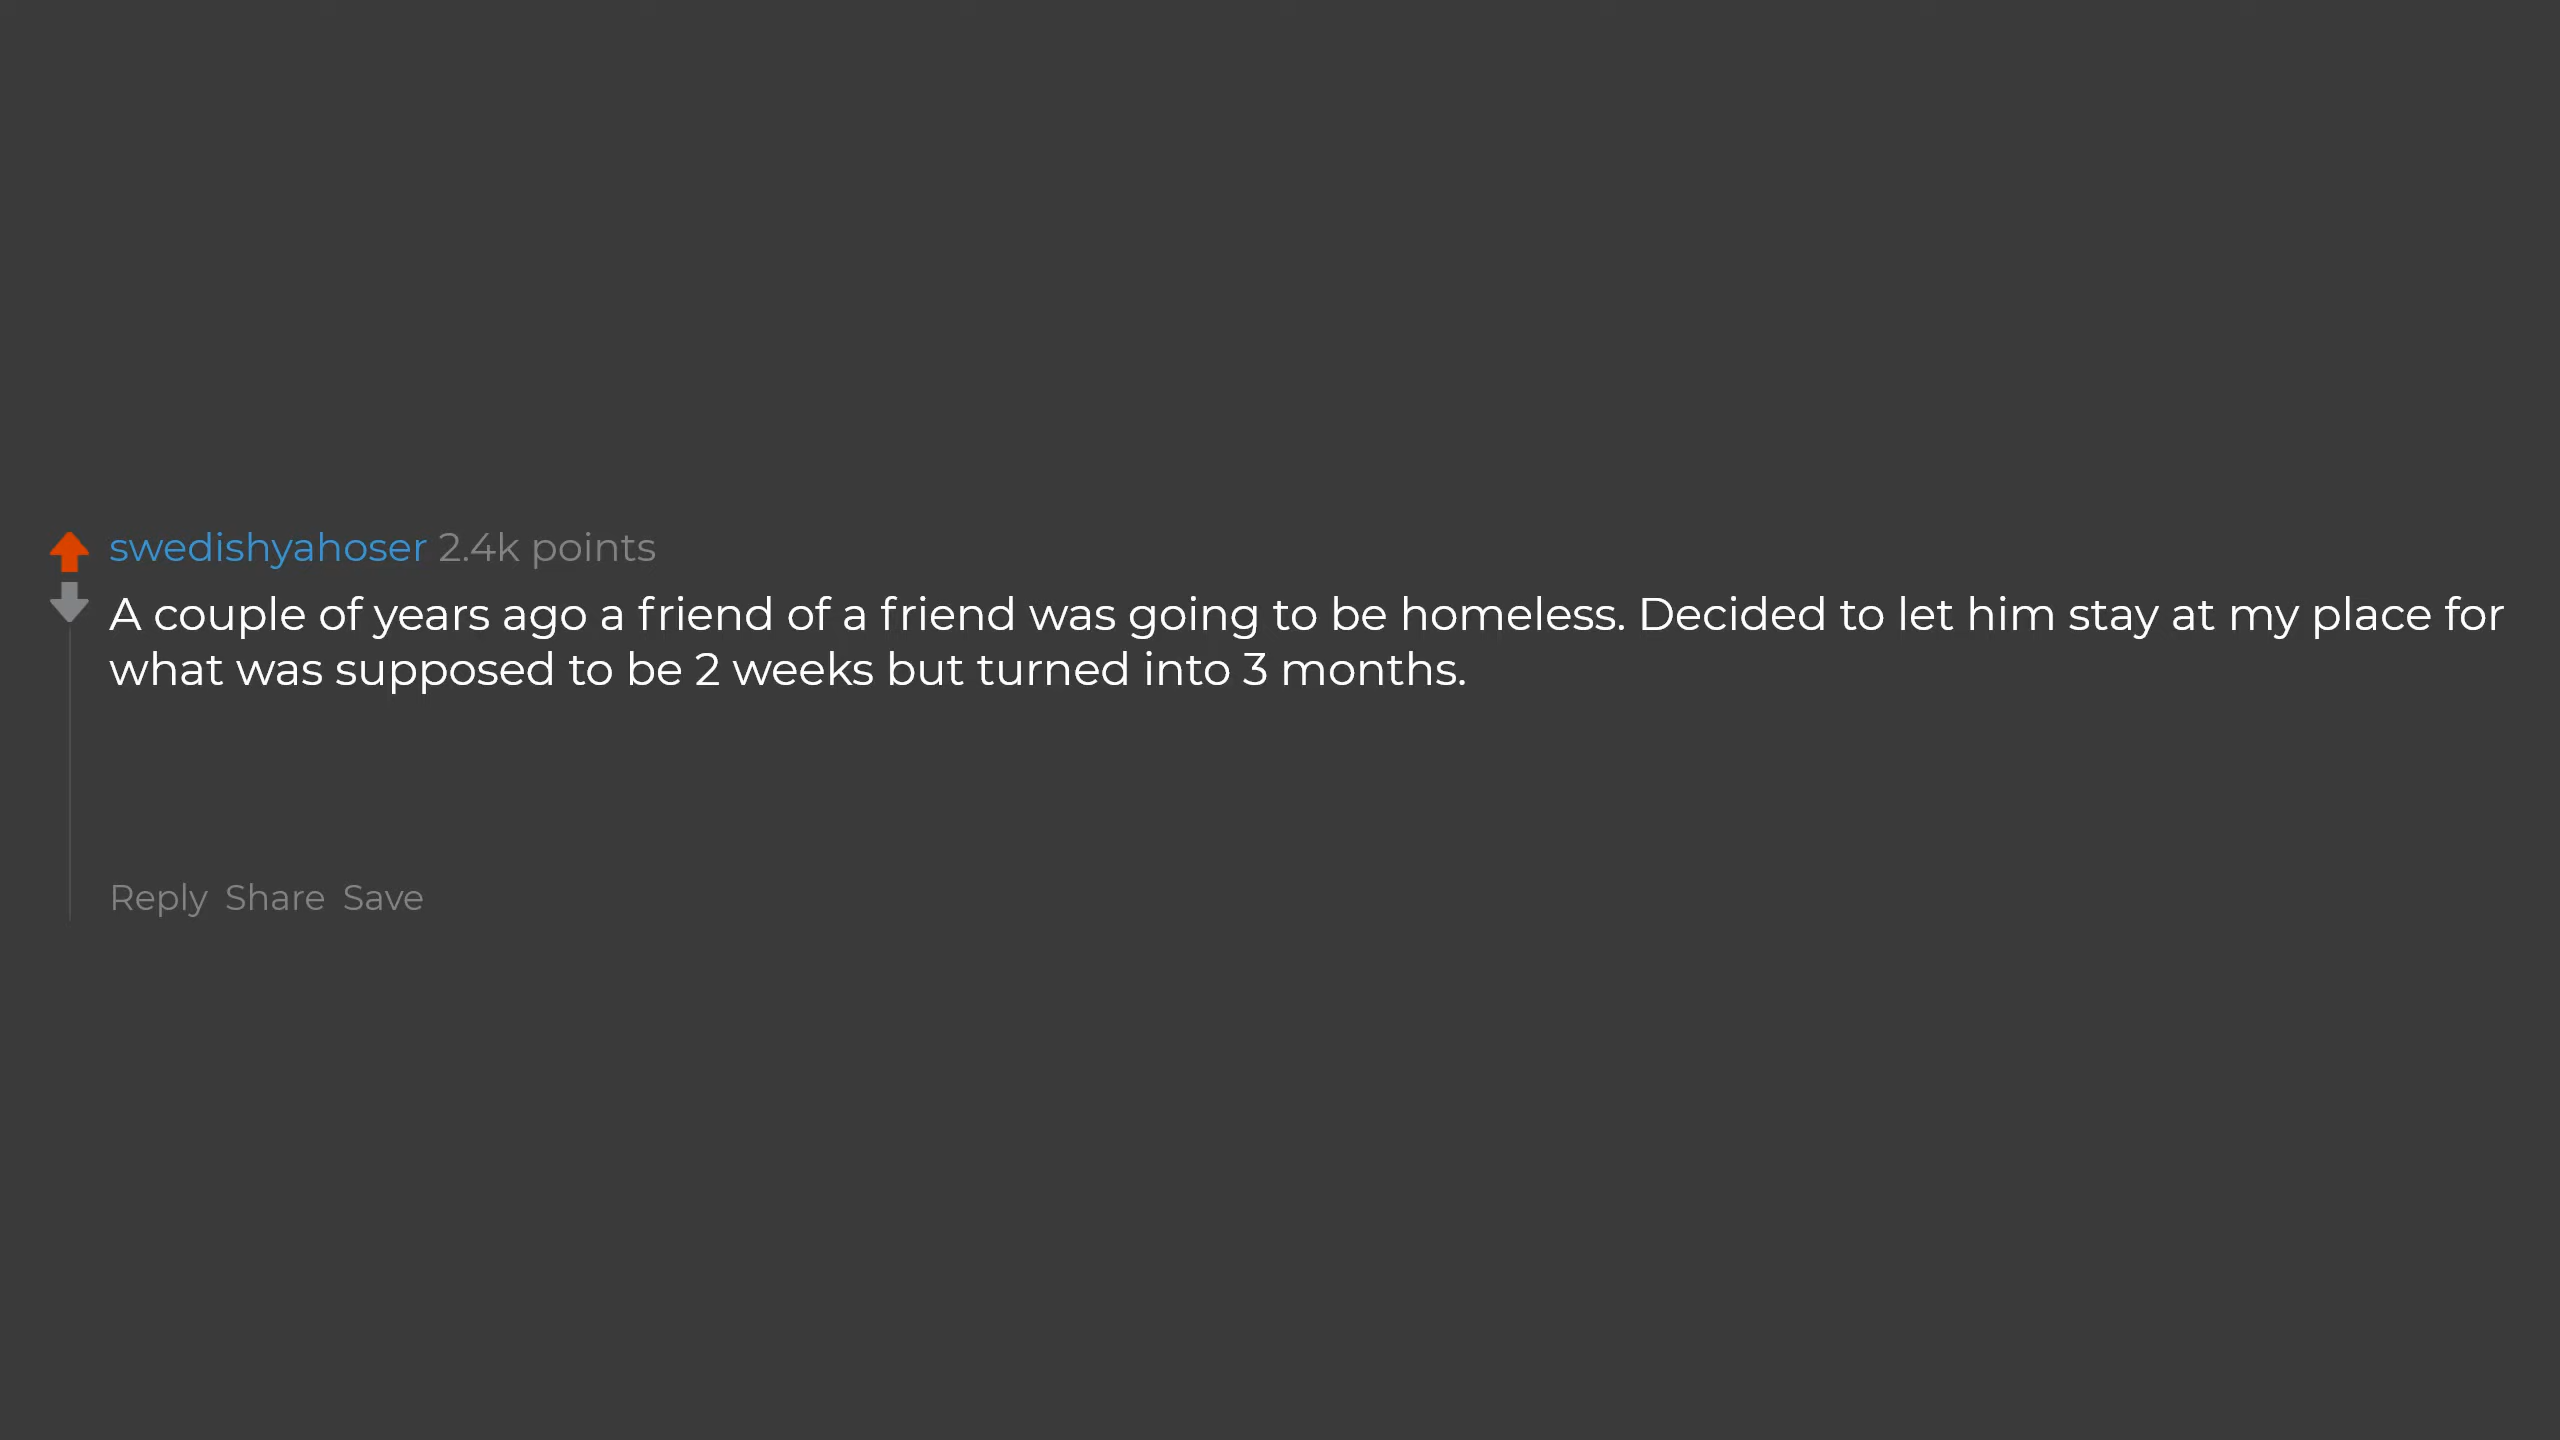 swedishyahoser 2.4k points
A couple of years ago a friend of a friend was going to be homeless. Decided to let him stay at my place for
what was supposed to be 2 weeks but turned into 3 months.
Reply Share Save